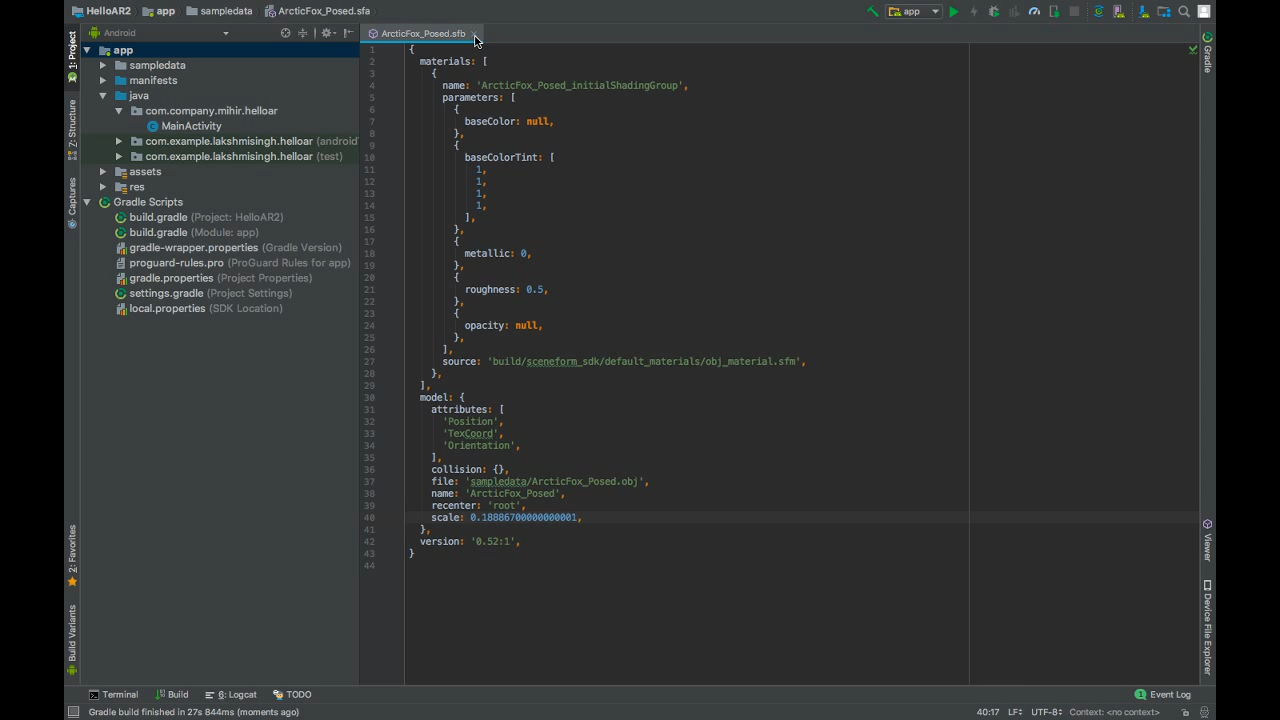 HelloAR2 app sampledata ArcticFox_Posed.sfa
app
Android
ArcticFox_Posed.sfb
1: Project
Z: Structure
Captures
2: Favorites
Build Variants
app
sampledata
manifests
java
com.company.mihir.helloar
MainActivity
com.example.lakshmisingh.helloar (android
com.example.lakshmisingh.helloar (test)
assets
res
Gradle Scripts
build.gradle (Project: HelloAR2)
build.gradle (Module: app)
gradle-wrapper.properties (Gradle Version)
proguard-rules.pro (ProGuard Rules for app)
gradle.properties (Project Properties)
settings.gradle (Project Settings)
local.properties (SDK Location)
1 {
2 materials: [
3 {
4 name: 'ArcticFox_Posed_initialShadingGroup',
5 parameters: [
6 {
7 baseColor: null,
8 },
9 {
10 baseColorTint: [
11 1,
12 1,
13 1,
14 1,
15 ],
16 },
17 {
18 metallic: 0,
19 },
20 {
21 roughness: 0.5,
22 },
23 {
24 opacity: null,
25 },
26 ],
27 source: 'build/sceneform_sdk/default_materials/obj_material.sfm',
28 },
29 ],
30 model: {
31 attributes: [
32 'Position',
33 'TexCoord',
34 'Orientation',
35 ],
36 collision: {},
37 file: 'sampledata/ArcticFox_Posed.obj',
38 name: 'ArcticFox_Posed',
39 recenter: 'root',
40 scale: 0.18886700000000001,
41 },
42 version: '0.52:1',
43 }
44
Gradle
Viewer
Device File Explorer
Terminal Build 6: Logcat TODO
1 Event Log
Gradle build finished in 27s 844ms (moments ago)
40:17 LF UTF-8 Context: <no context>